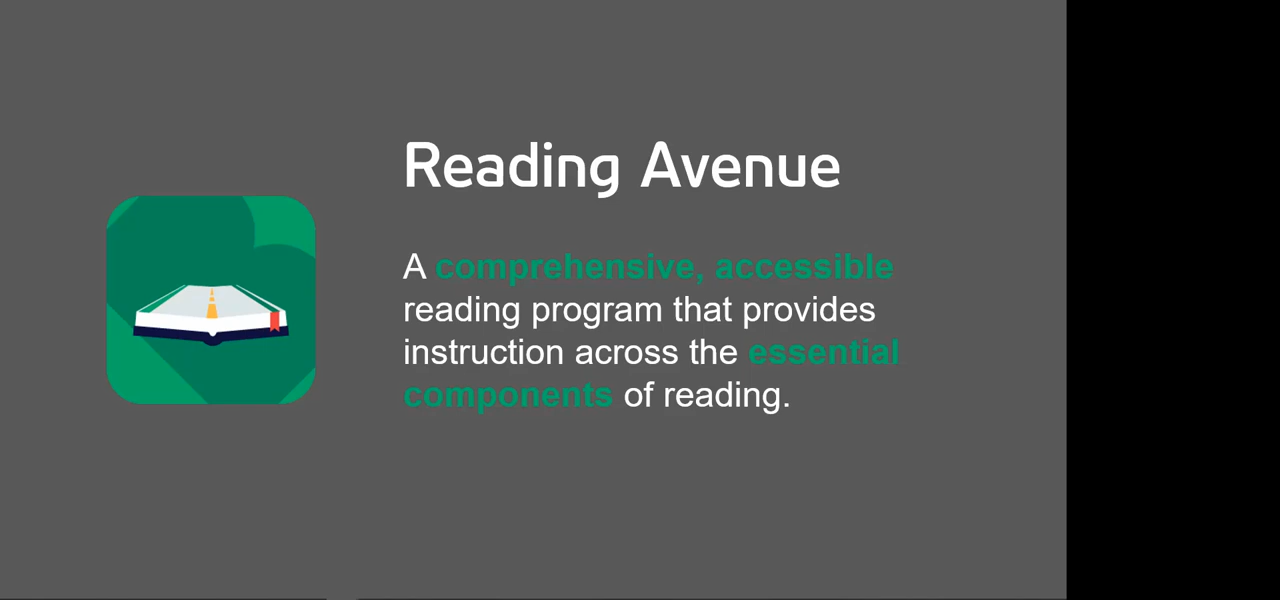 Reading Avenue
A comprehensive, accessible
reading program that provides
instruction across the essential
components of reading.